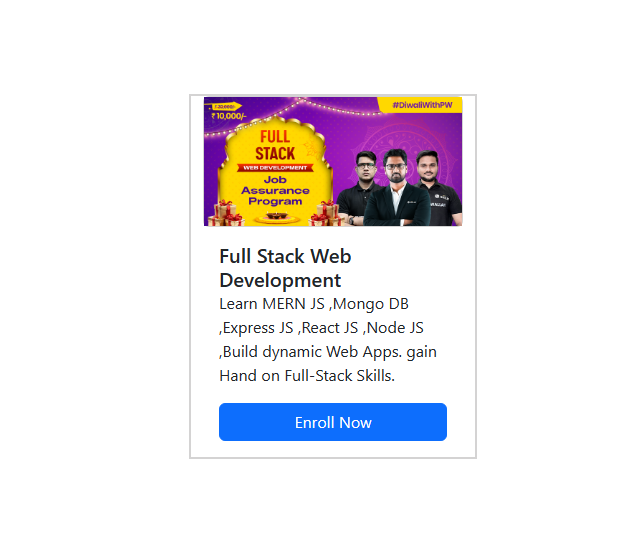 ₹ 20,000/-
#DiwaliWithPW
₹ 10,000/-
FULL
STACK
WEB DEVELOPMENT
Job
Assurance
Program
Full Stack Web
Development
Learn MERN JS ,Mongo DB
,Express JS ,React JS ,Node JS
,Build dynamic Web Apps. gain
Hand on Full-Stack Skills.
Enroll Now